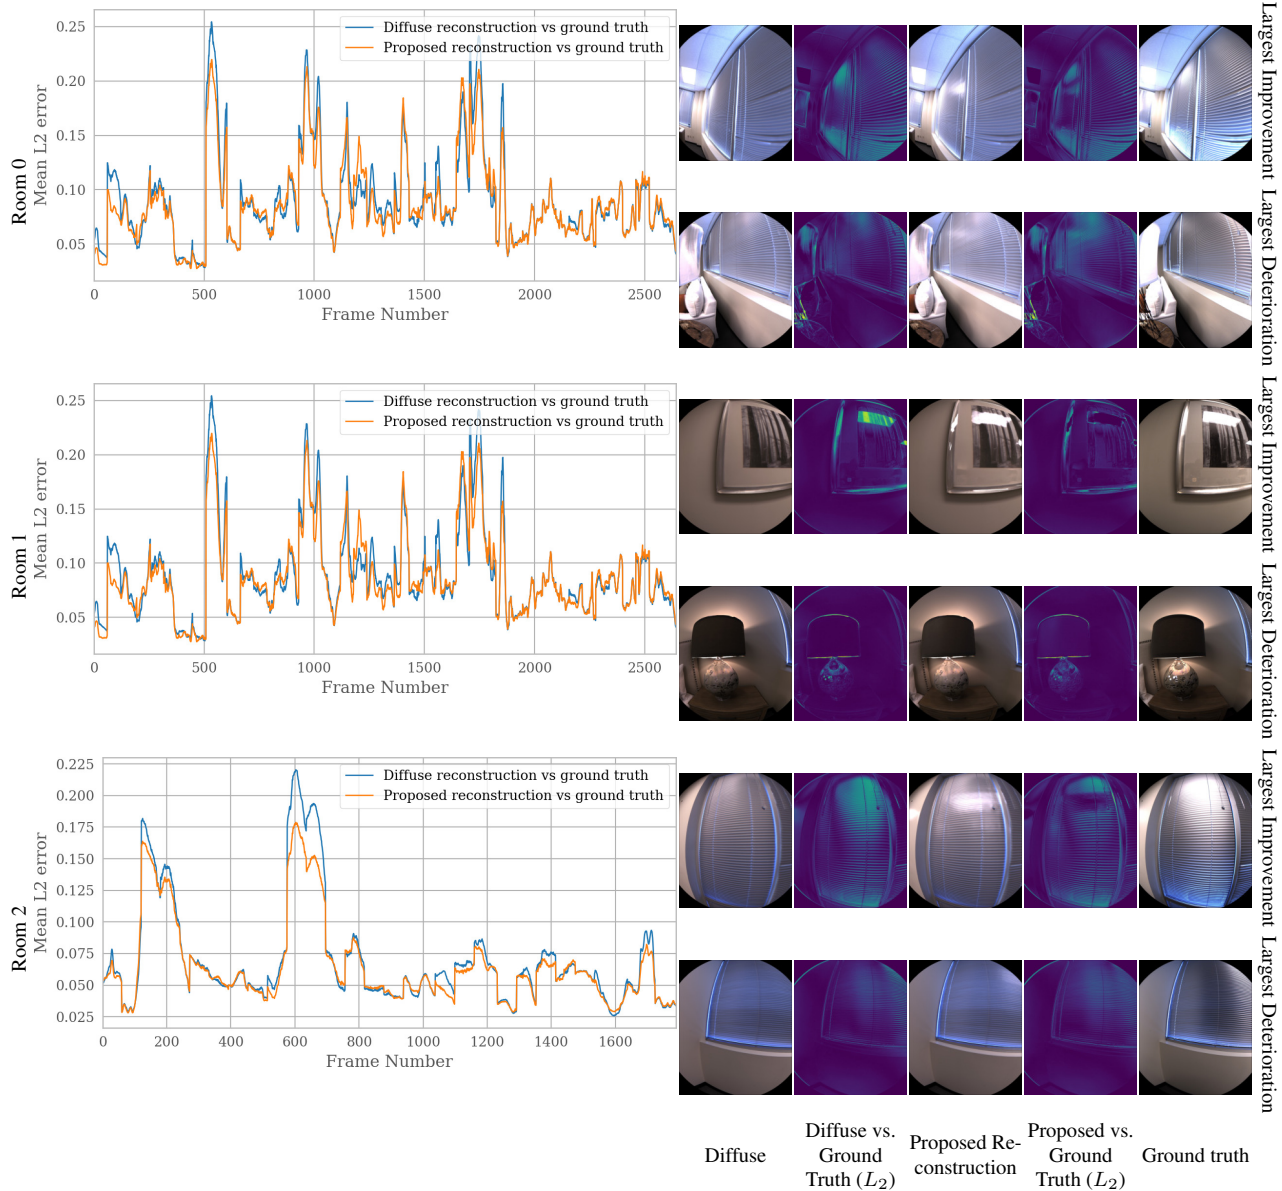 Room 0
Mean L2 error
0.25
0.20
0.15
0.10
0.05
Diffuse reconstruction vs ground truth
Proposed reconstruction vs ground truth
0
500
1000
1500
2000
2500
Frame Number
Largest Improvement
Largest Deterioration
Room 1
Mean L2 error
0.25
0.20
0.15
0.10
0.05
Diffuse reconstruction vs ground truth
Proposed reconstruction vs ground truth
0
500
1000
1500
2000
2500
Frame Number
Largest Improvement
Largest Deterioration
Room 2
Mean L2 error
0.225
0.200
0.175
0.150
0.125
0.100
0.075
0.050
0.025
Diffuse reconstruction vs ground truth
Proposed reconstruction vs ground truth
0
200
400
600
800
1000
1200
1400
1600
Frame Number
Largest Improvement
Largest Deterioration
Diffuse
Diffuse vs.
Ground
Truth (L₂)
Proposed Re-
construction
Proposed vs.
Ground
Truth (L₂)
Ground truth